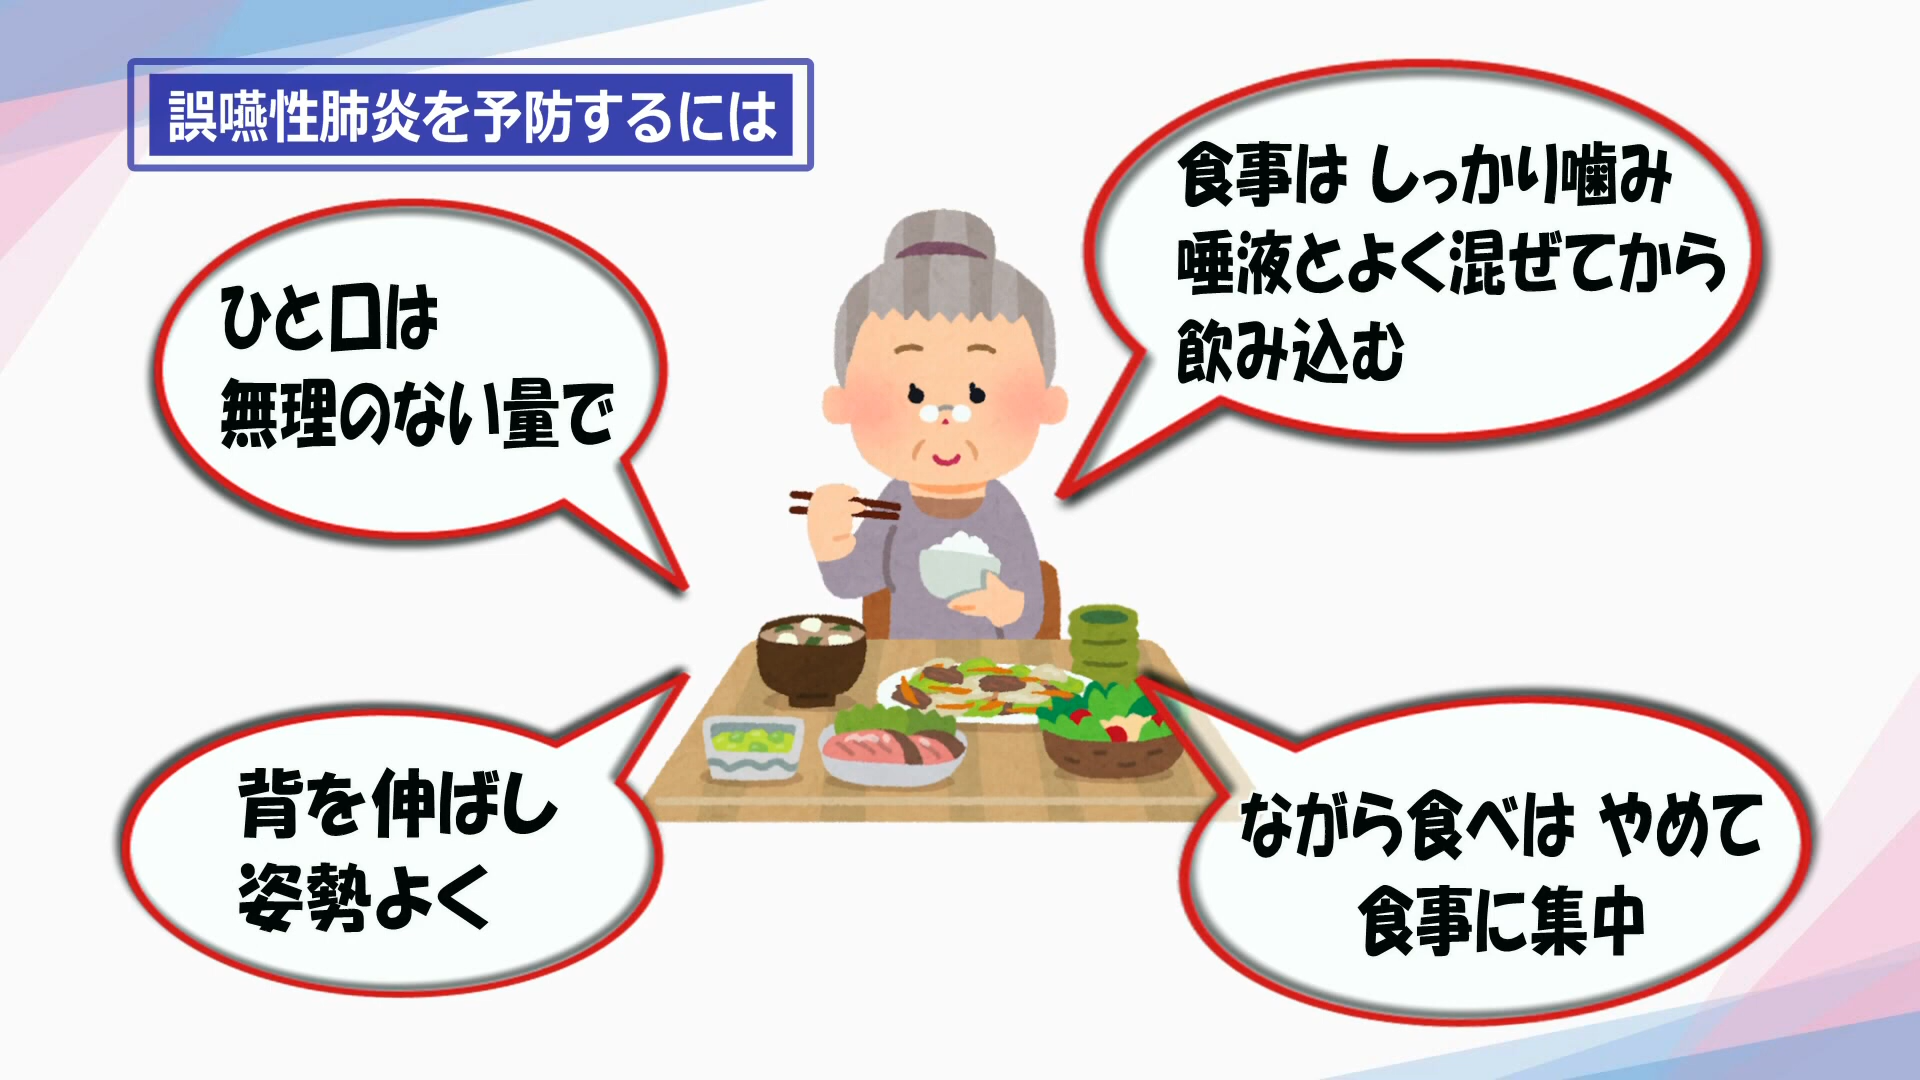 誤嚥性肺炎を予防するには
ひと口は
無理のない量で
食事は しっかり噛み
唾液とよく混ぜてから
飲み込む
背を伸ばし
姿勢よく
ながら食べは やめて
食事に集中